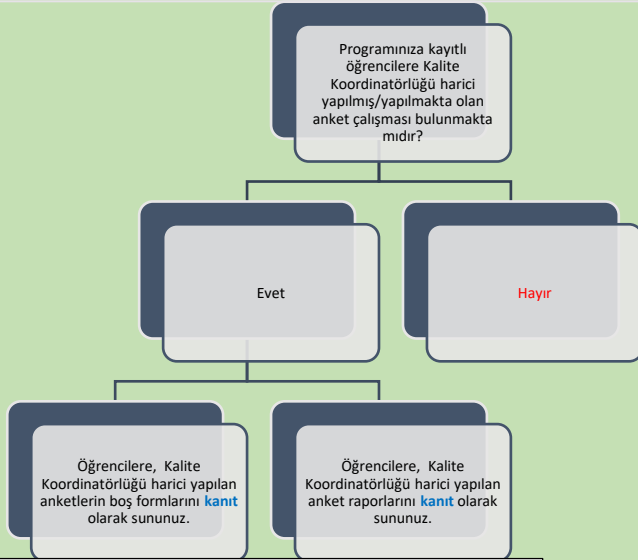 Programınıza kayıtlı
öğrencilere Kalite
Koordinatörlüğü harici
yapılmış/yapılmakta olan
anket çalışması bulunmakta
mıdır?
Evet
Hayır
Öğrencilere, Kalite
Koordinatörlüğü harici yapılan
anketlerin boş formlarını kanıt
olarak sununuz.
Öğrencilere, Kalite
Koordinatörlüğü harici yapılan
anket raporlarını kanıt olarak
sununuz.